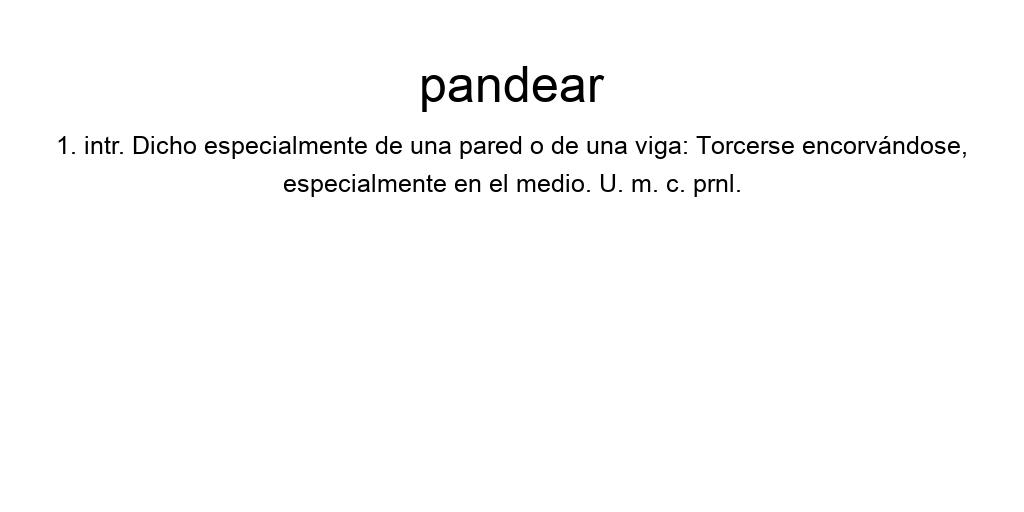 pandear
1. intr. Dicho especialmente de una pared o de una viga: Torcerse encorvándose,
especialmente en el medio. U. m. c. prnl.